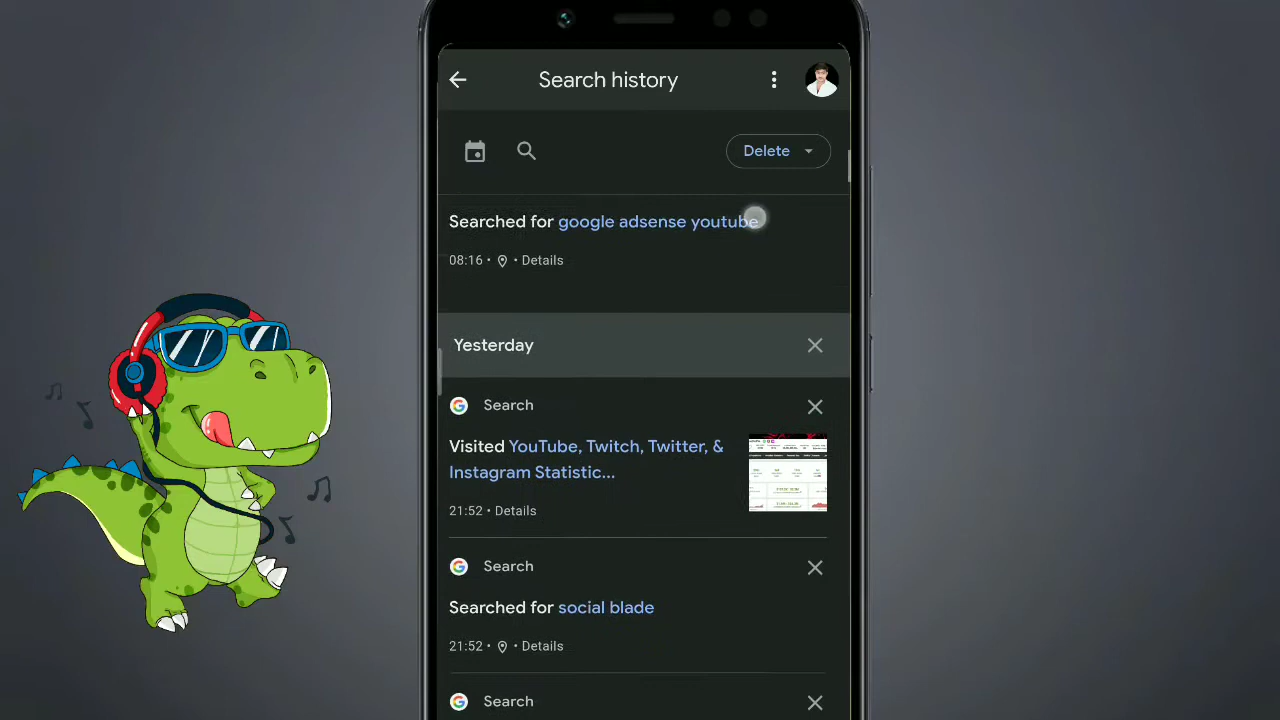 Search history
Delete
Searched for google adsense youtube
08:16 • • Details
Yesterday
Search
Visited YouTube, Twitch, Twitter, &
Instagram Statistic...
21:52 • Details
Search
Searched for social blade
21:52 • • Details
Search